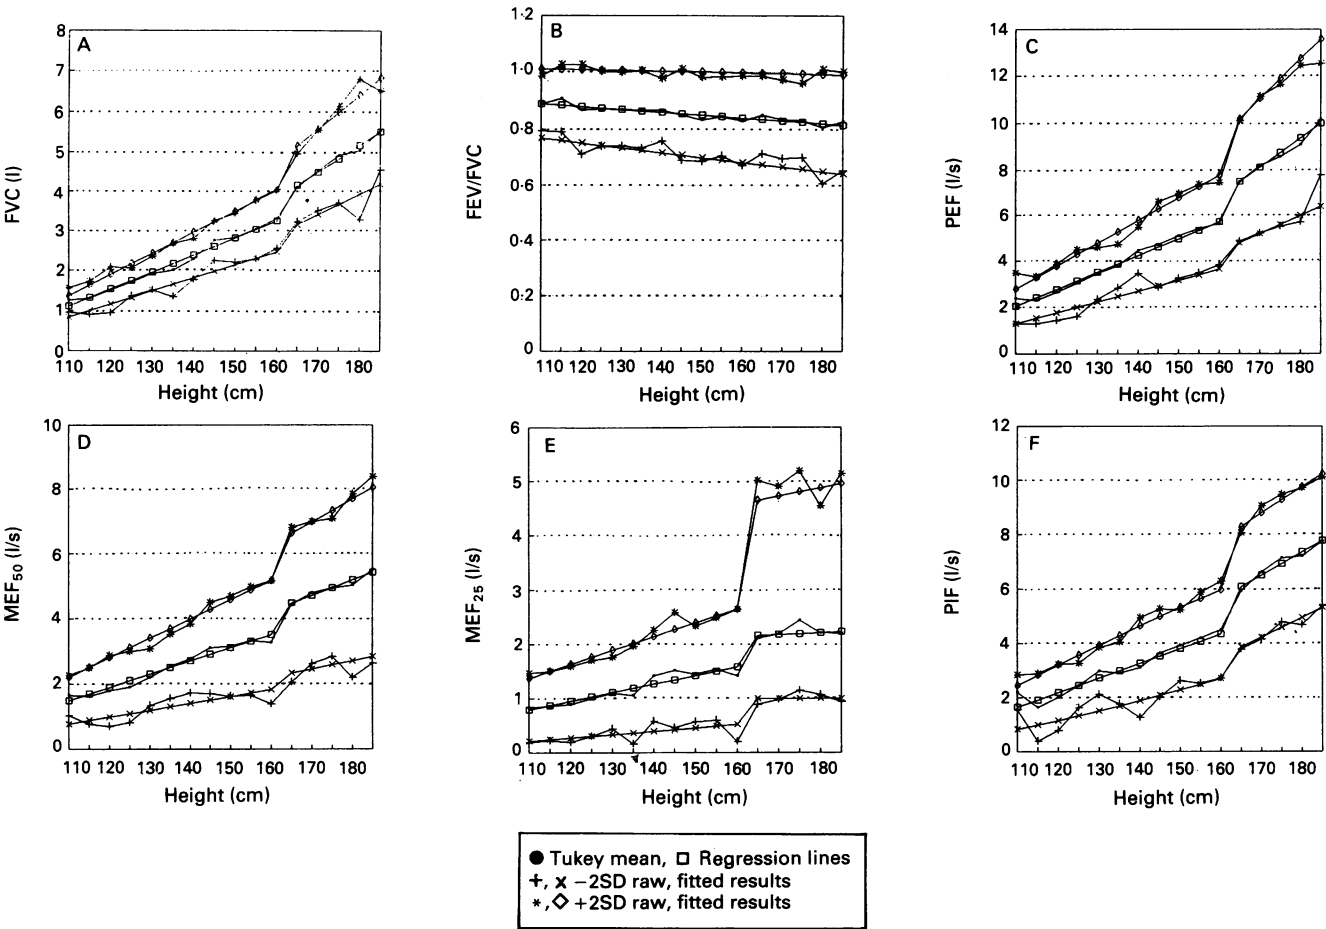 A
FVC (l)
8
7
6
5
4
3
2
1
0
110 120 130 140 150 160 170 180
Height (cm)
B
FEV/FVC
1·2
1·0
0·8
0·6
0·4
0·2
0
110 120 130 140 150 160 170 180
Height (cm)
C
PEF (l/s)
14
12
10
8
6
4
2
0
110 120 130 140 150 160 170 180
Height (cm)
D
MEF50 (l/s)
10
8
6
4
2
0
110 120 130 140 150 160 170 180
Height (cm)
E
MEF25 (l/s)
6
5
4
3
2
1
0
110 120 130 140 150 160 170 180
Height (cm)
F
PIF (l/s)
12
10
8
6
4
2
0
110 120 130 140 150 160 170 180
Height (cm)
● Tukey mean, □ Regression lines
+, x −2SD raw, fitted results
*, ◇ +2SD raw, fitted results